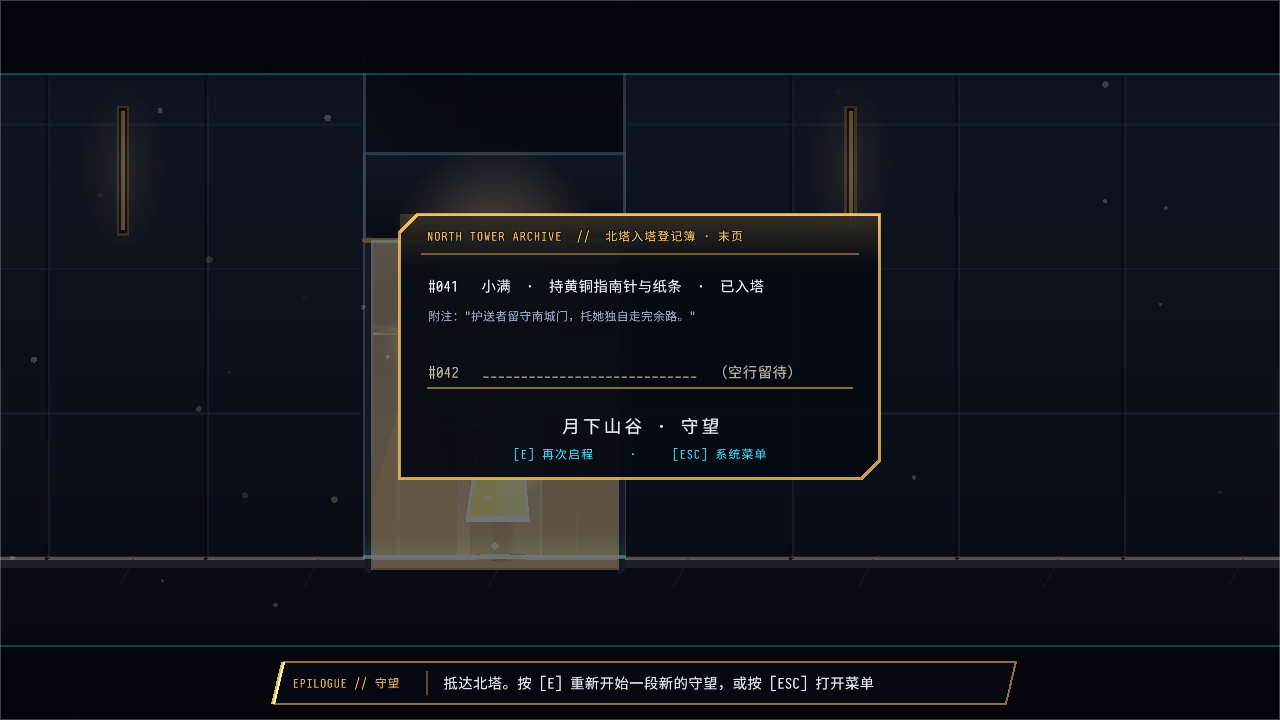 NORTH TOWER ARCHIVE // 北塔入塔登记簿 · 末页
#041 小满 · 持黄铜指南针与纸条 · 已入塔
附注："护送者留守南城门，托她独自走完余路。"
#042 ____________________________ （空行留待）
月下山谷 · 守望
[E] 再次启程 · [ESC] 系统菜单
EPILOGUE // 守望 抵达北塔。按 [E] 重新开始一段新的守望，或按 [ESC] 打开菜单